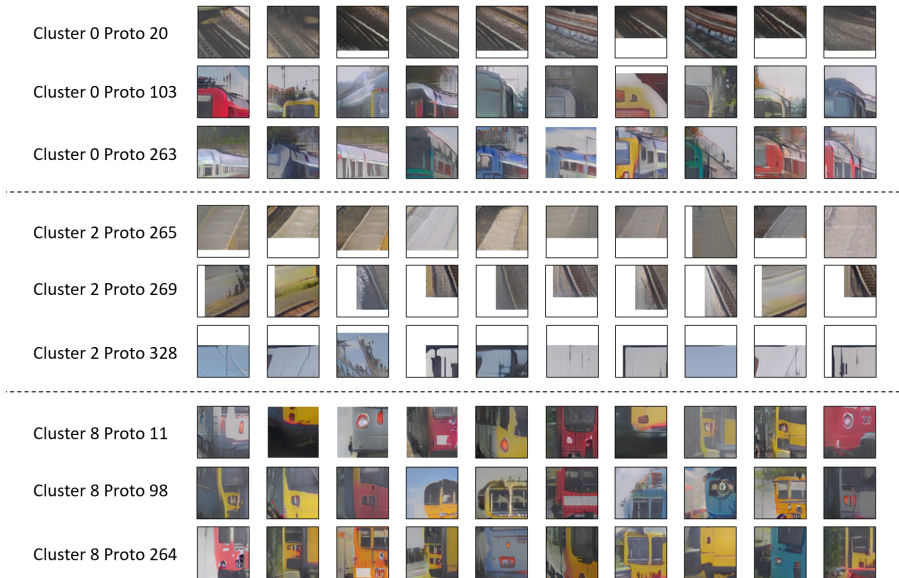 Cluster 0 Proto 20
Cluster 0 Proto 103
Cluster 0 Proto 263
Cluster 2 Proto 265
Cluster 2 Proto 269
Cluster 2 Proto 328
Cluster 8 Proto 11
Cluster 8 Proto 98
Cluster 8 Proto 264